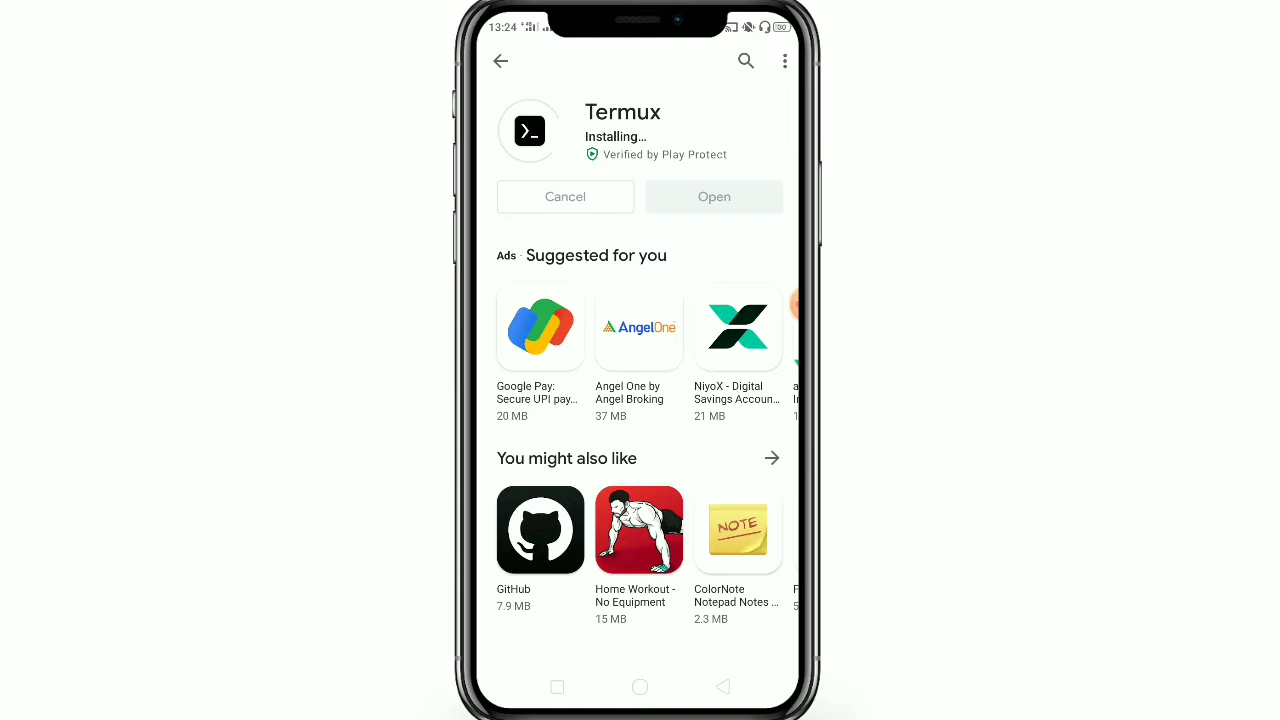 13:24
30
Termux
Installing...
Verified by Play Protect
Cancel
Open
Ads · Suggested for you
AngelOne
Google Pay:
Secure UPI pay...
20 MB
Angel One by
Angel Broking
37 MB
NiyoX - Digital
Savings Accoun...
21 MB
You might also like
NOTE
GitHub
7.9 MB
Home Workout -
No Equipment
15 MB
ColorNote
Notepad Notes ...
2.3 MB